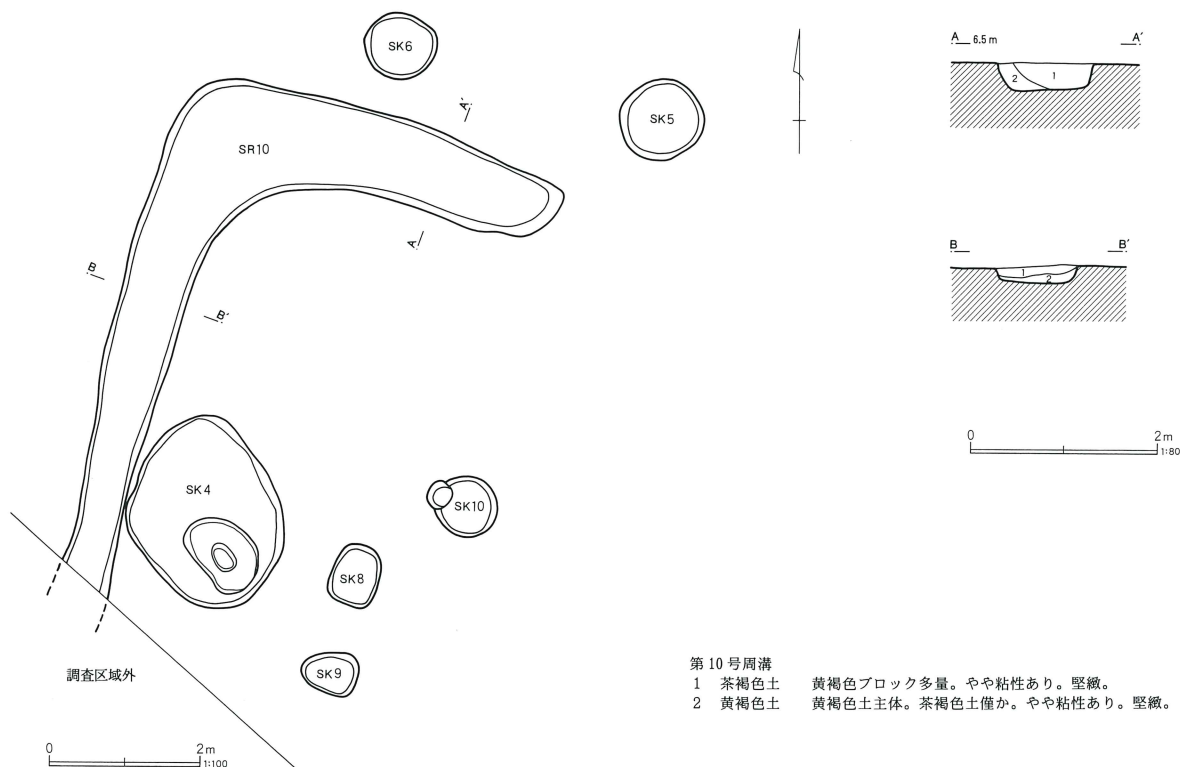 SK6
SK5
SR10
A′
A
B
B′
SK4
SK10
SK8
SK9
調査区域外
0 2m
1:100
A 6.5m A′
2 1
B B′
1
2
0 2m
1:80
第10号周溝
1 茶褐色土 黄褐色ブロック多量。やや粘性あり。堅緻。
2 黄褐色土 黄褐色土主体。茶褐色土僅か。やや粘性あり。堅緻。